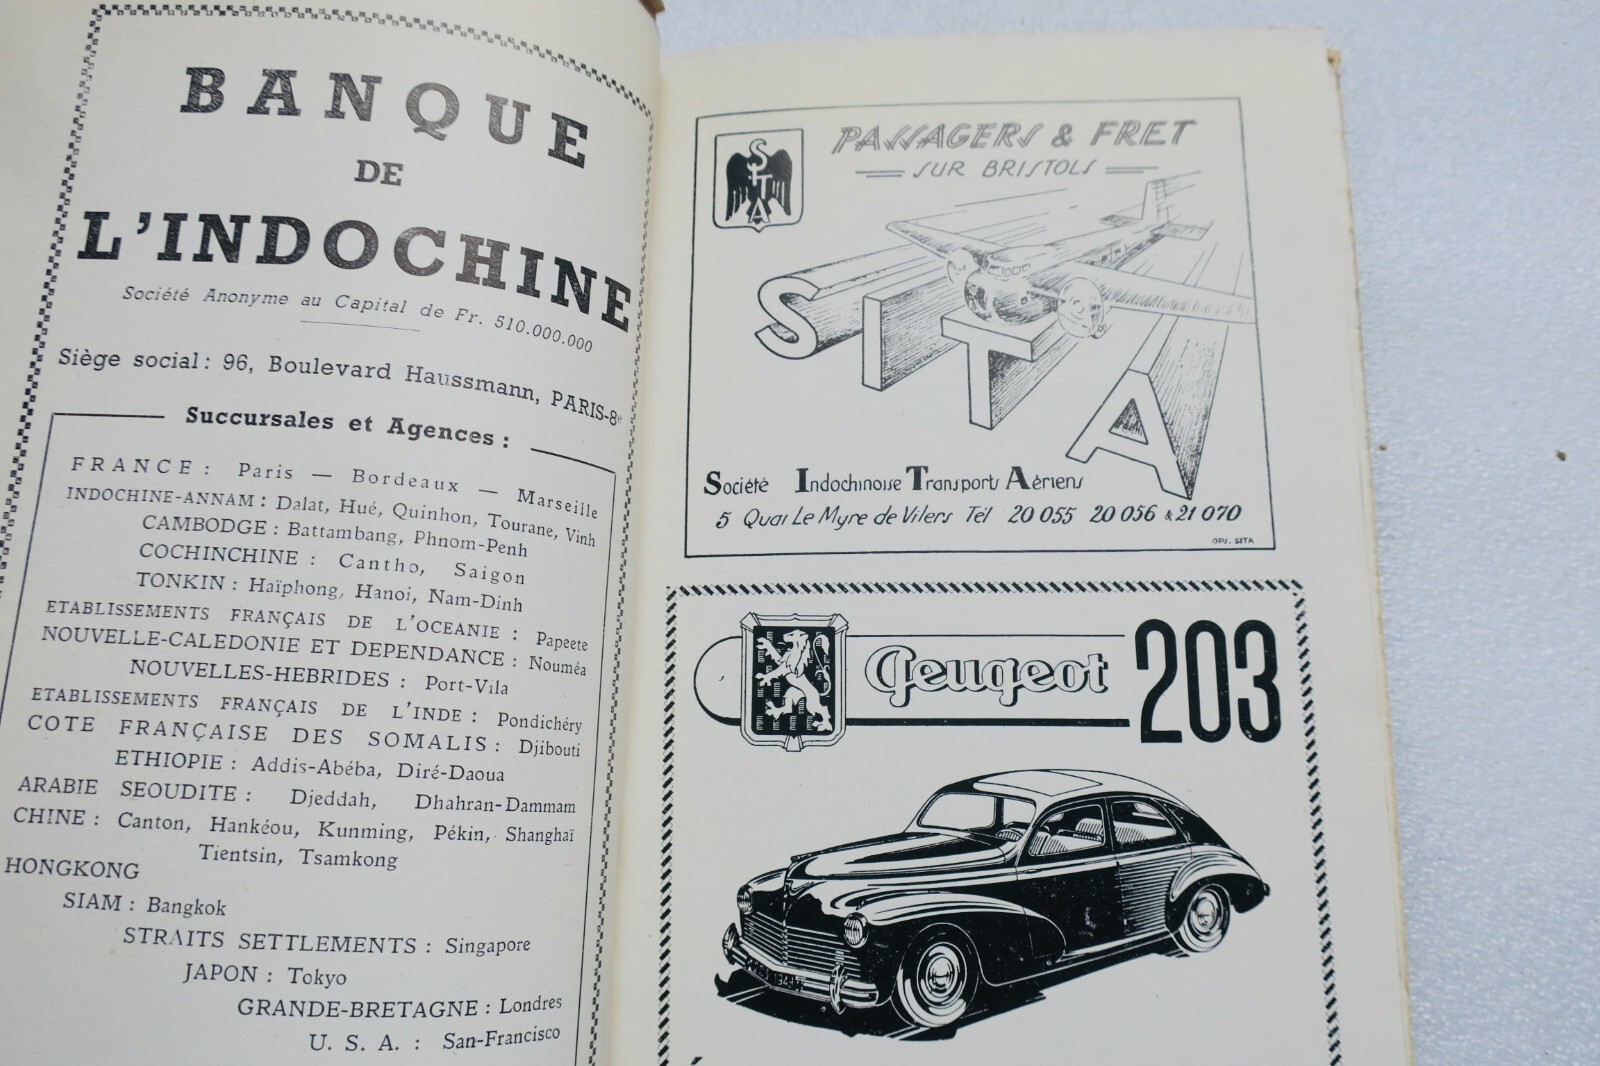 BANQUE
DE
L'INDOCHINE
Société Anonyme au Capital de Fr. 510.000.000
Siège social : 96, Boulevard Haussmann, PARIS-8e
Succursales et Agences :
FRANCE : Paris — Bordeaux — Marseille
INDOCHINE-ANNAM : Dalat, Hué, Quinhon, Tourane, Vinh
CAMBODGE : Battambang, Phnom-Penh
COCHINCHINE : Cantho, Saigon
TONKIN : Haïphong, Hanoi, Nam-Dinh
ETABLISSEMENTS FRANÇAIS DE L'OCEANIE : Papeete
NOUVELLE-CALEDONIE ET DEPENDANCE : Nouméa
NOUVELLES-HEBRIDES : Port-Vila
ETABLISSEMENTS FRANÇAIS DE L'INDE : Pondichéry
COTE FRANÇAISE DES SOMALIS : Djibouti
ETHIOPIE : Addis-Abéba, Diré-Daoua
ARABIE SEOUDITE : Djeddah, Dhahran-Dammam
CHINE : Canton, Hankéou, Kunming, Pékin, Shanghaï
Tientsin, Tsamkong
HONGKONG
SIAM : Bangkok
STRAITS SETTLEMENTS : Singapore
JAPON : Tokyo
GRANDE-BRETAGNE : Londres
U. S. A. : San-Francisco
SITA
PASSAGERS & FRET
SUR BRISTOLS
SITA
Société Indochinoise Transports Aériens
5 Quai Le Myre de Vilers Tél 20 055 20 056 & 21 070
OPS. SITA
Peugeot 203